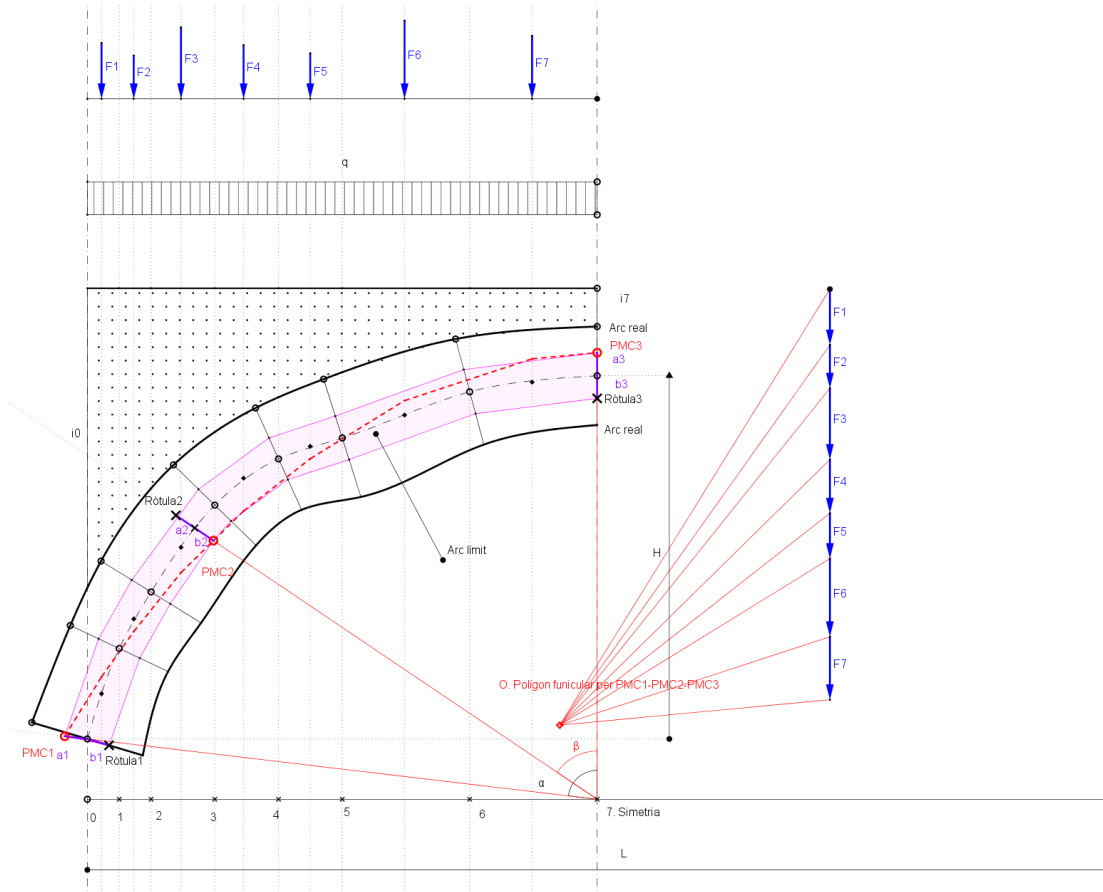 F1
F2
F3
F4
F5
F6
F7
q
i7
Arc real
PMC3
a3
b3
Ròtula3
Arc real
i0
Ròtula2
a2
b2
PMC2
Arc límit
H
F1
F2
F3
F4
F5
F6
F7
O. Polígon funicular per PMC1-PMC2-PMC3
PMC1
a1
b1
Ròtula1
β
α
0
1
2
3
4
5
6
7. Simetria
L